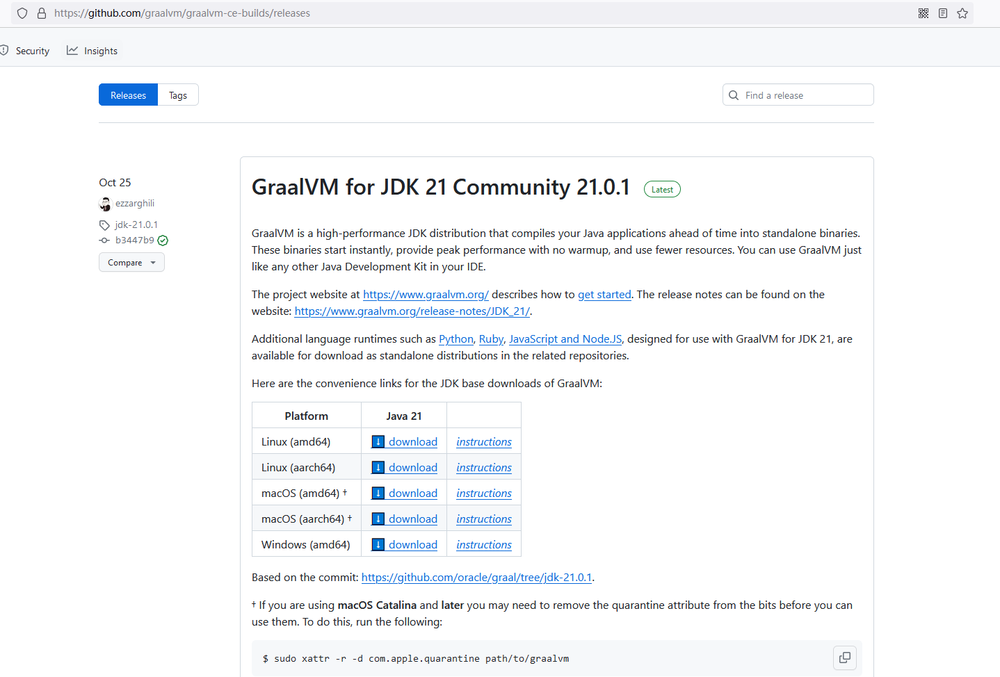 https://github.com/graalvm/graalvm-ce-builds/releases
Security
Insights
Releases
Tags
Find a release
Oct 25
ezzarghili
jdk-21.0.1
b3447b9
Compare
GraalVM for JDK 21 Community 21.0.1
Latest
GraalVM is a high-performance JDK distribution that compiles your Java applications ahead of time into standalone binaries.
These binaries start instantly, provide peak performance with no warmup, and use fewer resources. You can use GraalVM just
like any other Java Development Kit in your IDE.
The project website at https://www.graalvm.org/ describes how to get started. The release notes can be found on the
website: https://www.graalvm.org/release-notes/JDK_21/.
Additional language runtimes such as Python, Ruby, JavaScript and Node.JS, designed for use with GraalVM for JDK 21, are
available for download as standalone distributions in the related repositories.
Here are the convenience links for the JDK base downloads of GraalVM:
Platform Java 21
Linux (amd64) ⬇️ download instructions
Linux (aarch64) ⬇️ download instructions
macOS (amd64) † ⬇️ download instructions
macOS (aarch64) † ⬇️ download instructions
Windows (amd64) ⬇️ download instructions
Based on the commit: https://github.com/oracle/graal/tree/jdk-21.0.1.
† If you are using macOS Catalina and later you may need to remove the quarantine attribute from the bits before you can
use them. To do this, run the following:
$ sudo xattr -r -d com.apple.quarantine path/to/graalvm